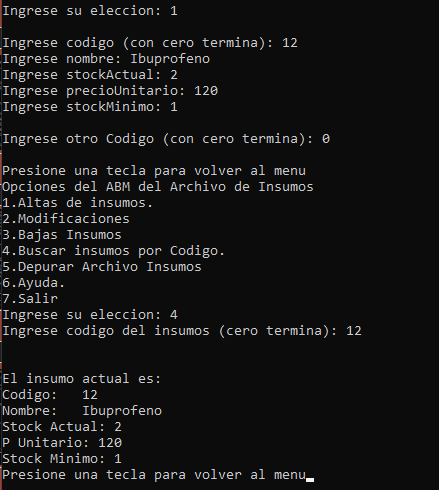 Ingrese su eleccion: 1
Ingrese codigo (con cero termina): 12
Ingrese nombre: Ibuprofeno
Ingrese stockActual: 2
Ingrese precioUnitario: 120
Ingrese stockMinimo: 1
Ingrese otro Codigo (con cero termina): 0
Presione una tecla para volver al menu
Opciones del ABM del Archivo de Insumos
1.Altas de insumos.
2.Modificaciones
3.Bajas Insumos
4.Buscar insumos por Codigo.
5.Depurar Archivo Insumos
6.Ayuda.
7.Salir
Ingrese su eleccion: 4
Ingrese codigo del insumos (cero termina): 12
El insumo actual es:
Codigo:   12
Nombre:   Ibuprofeno
Stock Actual: 2
P Unitario: 120
Stock Minimo: 1
Presione una tecla para volver al menu